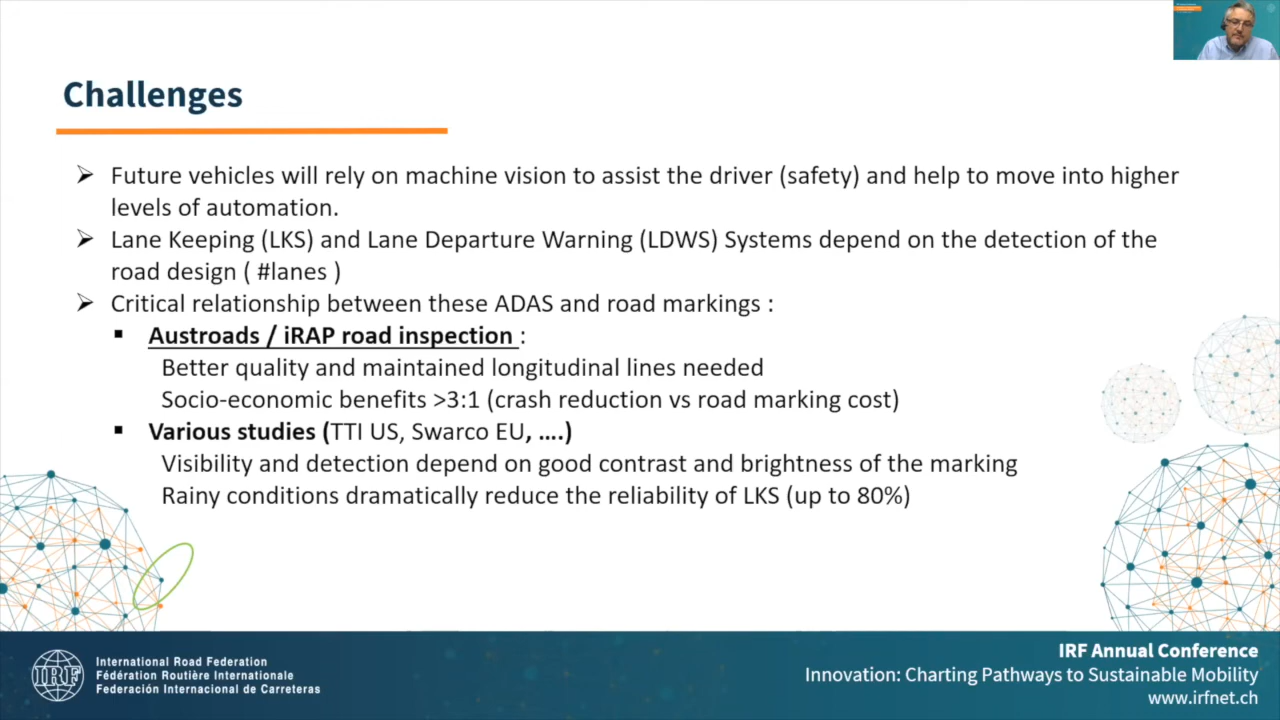 Challenges
➢ Future vehicles will rely on machine vision to assist the driver (safety) and help to move into higher
levels of automation.
➢ Lane Keeping (LKS) and Lane Departure Warning (LDWS) Systems depend on the detection of the
road design ( #lanes )
➢ Critical relationship between these ADAS and road markings :
▪ Austroads / iRAP road inspection :
Better quality and maintained longitudinal lines needed
Socio-economic benefits >3:1 (crash reduction vs road marking cost)
▪ Various studies (TTI US, Swarco EU, ....)
Visibility and detection depend on good contrast and brightness of the marking
Rainy conditions dramatically reduce the reliability of LKS (up to 80%)
IRF
International Road Federation
Fédération Routière Internationale
Federación Internacional de Carreteras
IRF Annual Conference
Innovation: Charting Pathways to Sustainable Mobility
www.irfnet.ch